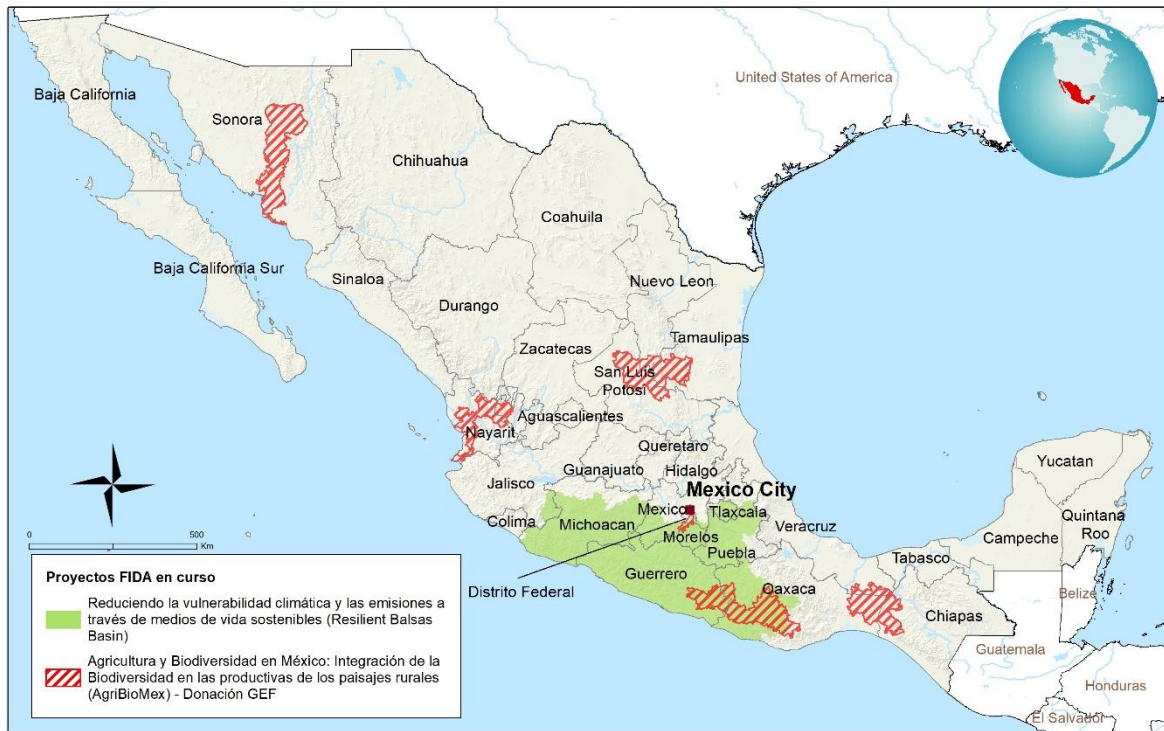 United States of America
Baja California
Sonora
Chihuahua
Coahuila
Baja California Sur
Sinaloa
Nuevo Leon
Durango
Tamaulipas
Zacatecas
San Luis
Potosi
Aguascalientes
Nayarit
Queretaro
Guanajuato
Hidalgo
Yucatan
Jalisco
Mexico City
Mexico
Tlaxcala
Quintana
Roo
Colima
Michoacan
Veracruz
Campeche
Morelos
Puebla
Tabasco
Guerrero
Distrito Federal
Oaxaca
Belize
Chiapas
Guatemala
Honduras
El Salvador
0 500
Km
Proyectos FIDA en curso
Reduciendo la vulnerabilidad climática y las emisiones a
través de medios de vida sostenibles (Resilient Balsas
Basin)
Agricultura y Biodiversidad en México: Integración de la
Biodiversidad en las productivas de los paisajes rurales
(AgriBioMex) - Donación GEF